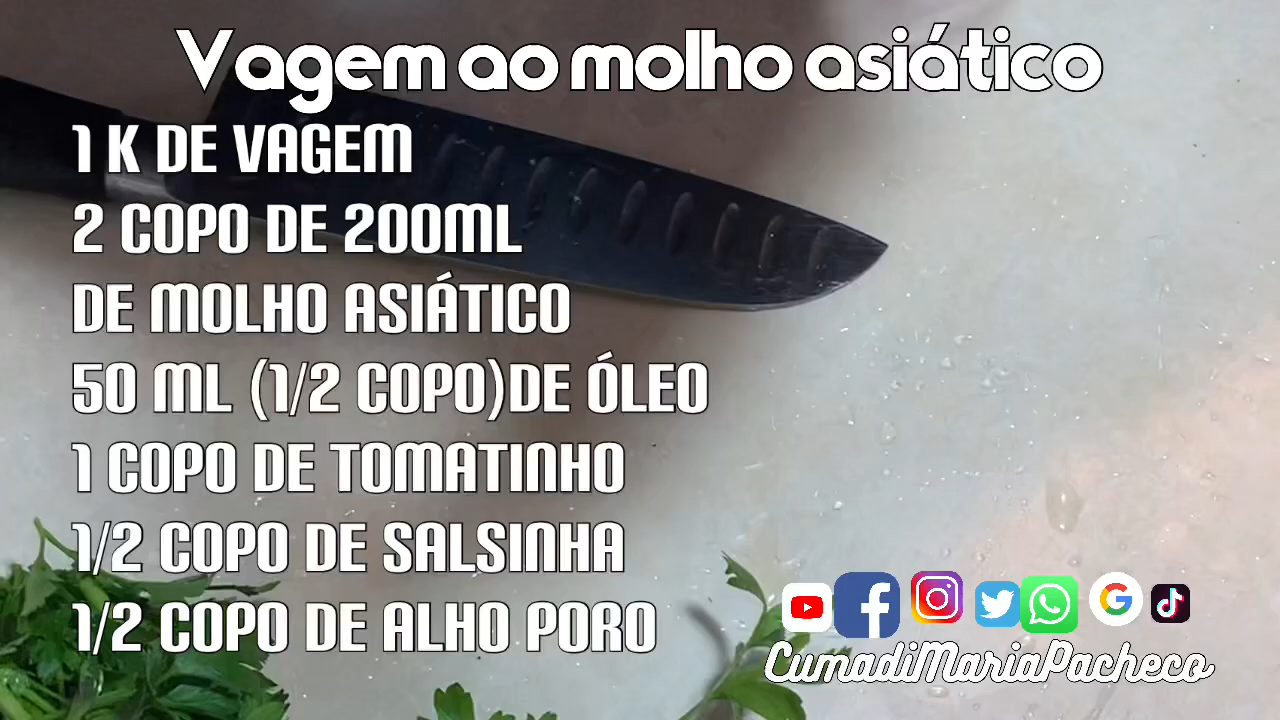 Vagem ao molho asiático
1 K DE VAGEM
2 COPO DE 200ML
DE MOLHO ASIÁTICO
50 ML (1/2 COPO)DE ÓLEO
1 COPO DE TOMATINHO
1/2 COPO DE SALSINHA
1/2 COPO DE ALHO PORO
CumadiMariaPacheco